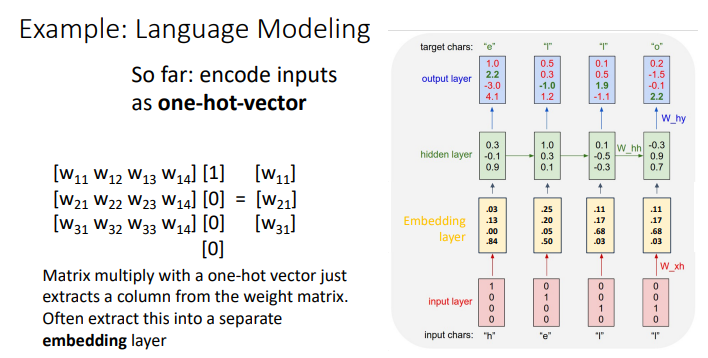 Example: Language Modeling
So far: encode inputs
as one-hot-vector
[w11 w12 w13 w14] [1] [w11]
[w21 w22 w23 w14] [0] = [w21]
[w31 w32 w33 w14] [0] [w31]
[0]
Matrix multiply with a one-hot vector just
extracts a column from the weight matrix.
Often extract this into a separate
embedding layer
target chars: "e" "l" "l" "o"
output layer
1.0 0.5 0.1 0.2
2.2 0.3 0.5 -1.5
-3.0 -1.0 1.9 -0.1
4.1 1.2 -1.1 2.2
W_hy
hidden layer
0.3 1.0 0.1 W_hh -0.3
-0.1 0.3 -0.5 0.9
0.9 0.1 -0.3 0.7
Embedding
layer
.03 .25 .11 .11
.13 .20 .17 .17
.00 .05 .68 .68
.84 .50 .03 .03
W_xh
input layer
1 0 0 0
0 1 0 0
0 0 1 1
0 0 0 0
input chars: "h" "e" "l" "l"